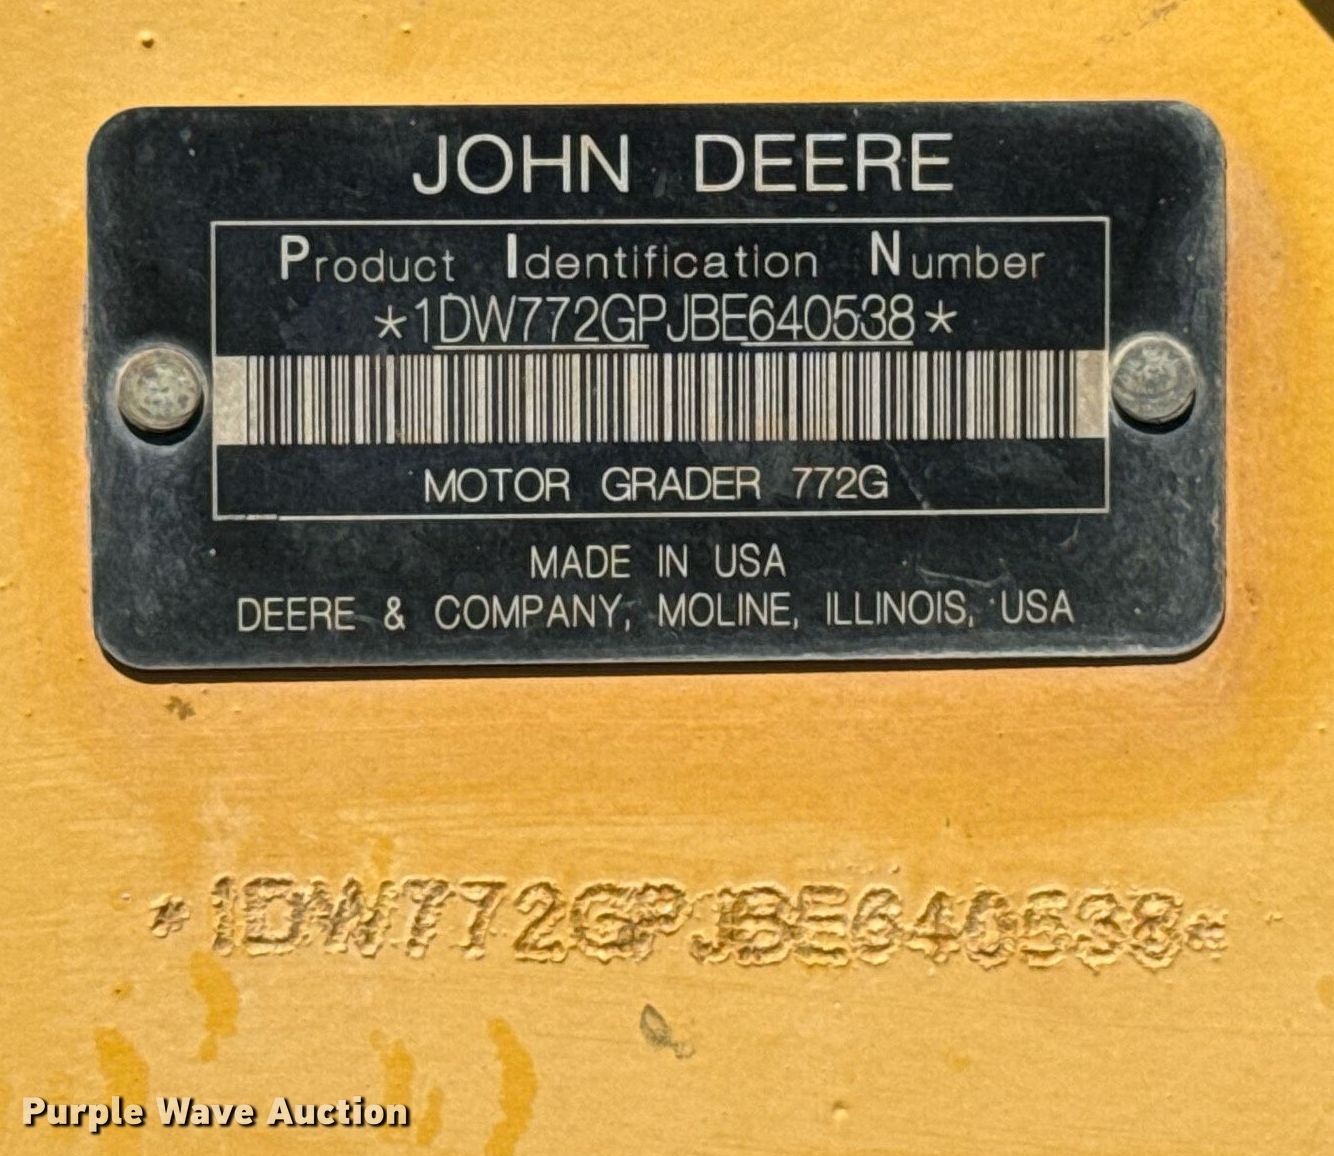 JOHN DEERE
Product Identification Number
*1DW772GPJBE640538*
MOTOR GRADER 772G
MADE IN USA
DEERE & COMPANY, MOLINE, ILLINOIS, USA
*1DW772GPJBE640538*
Purple Wave Auction